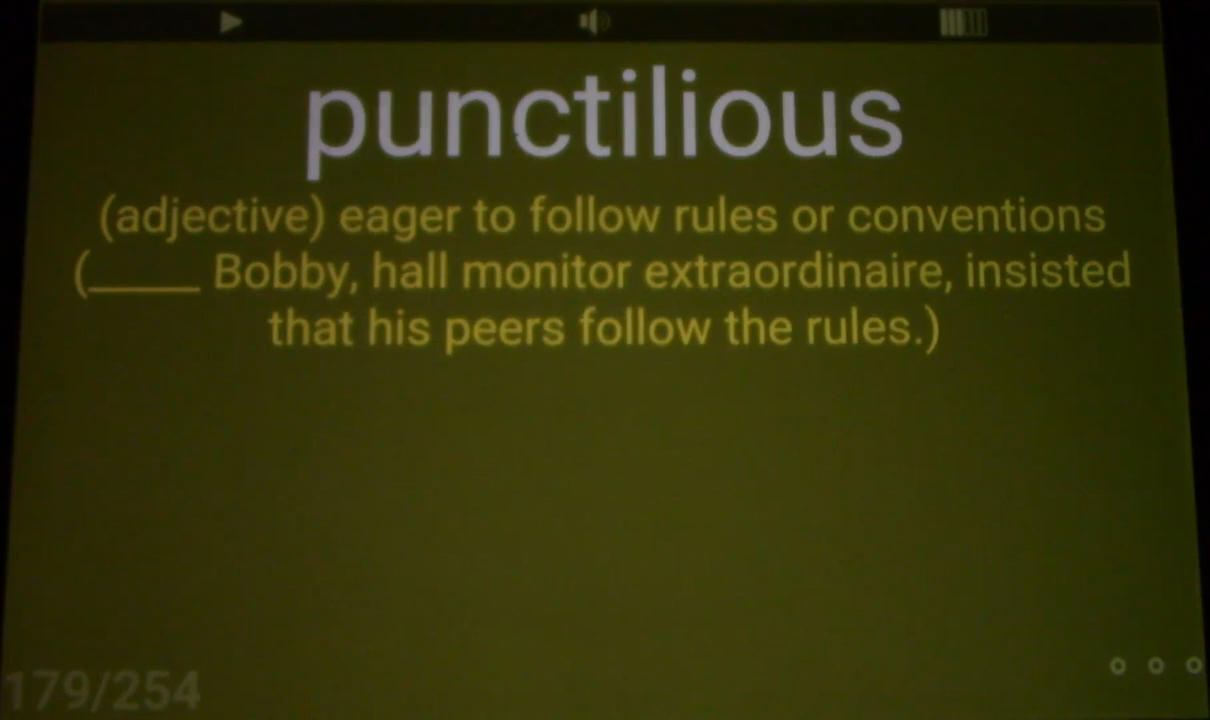 punctilious
(adjective) eager to follow rules or conventions
(_____ Bobby, hall monitor extraordinaire, insisted
that his peers follow the rules.)
179/254